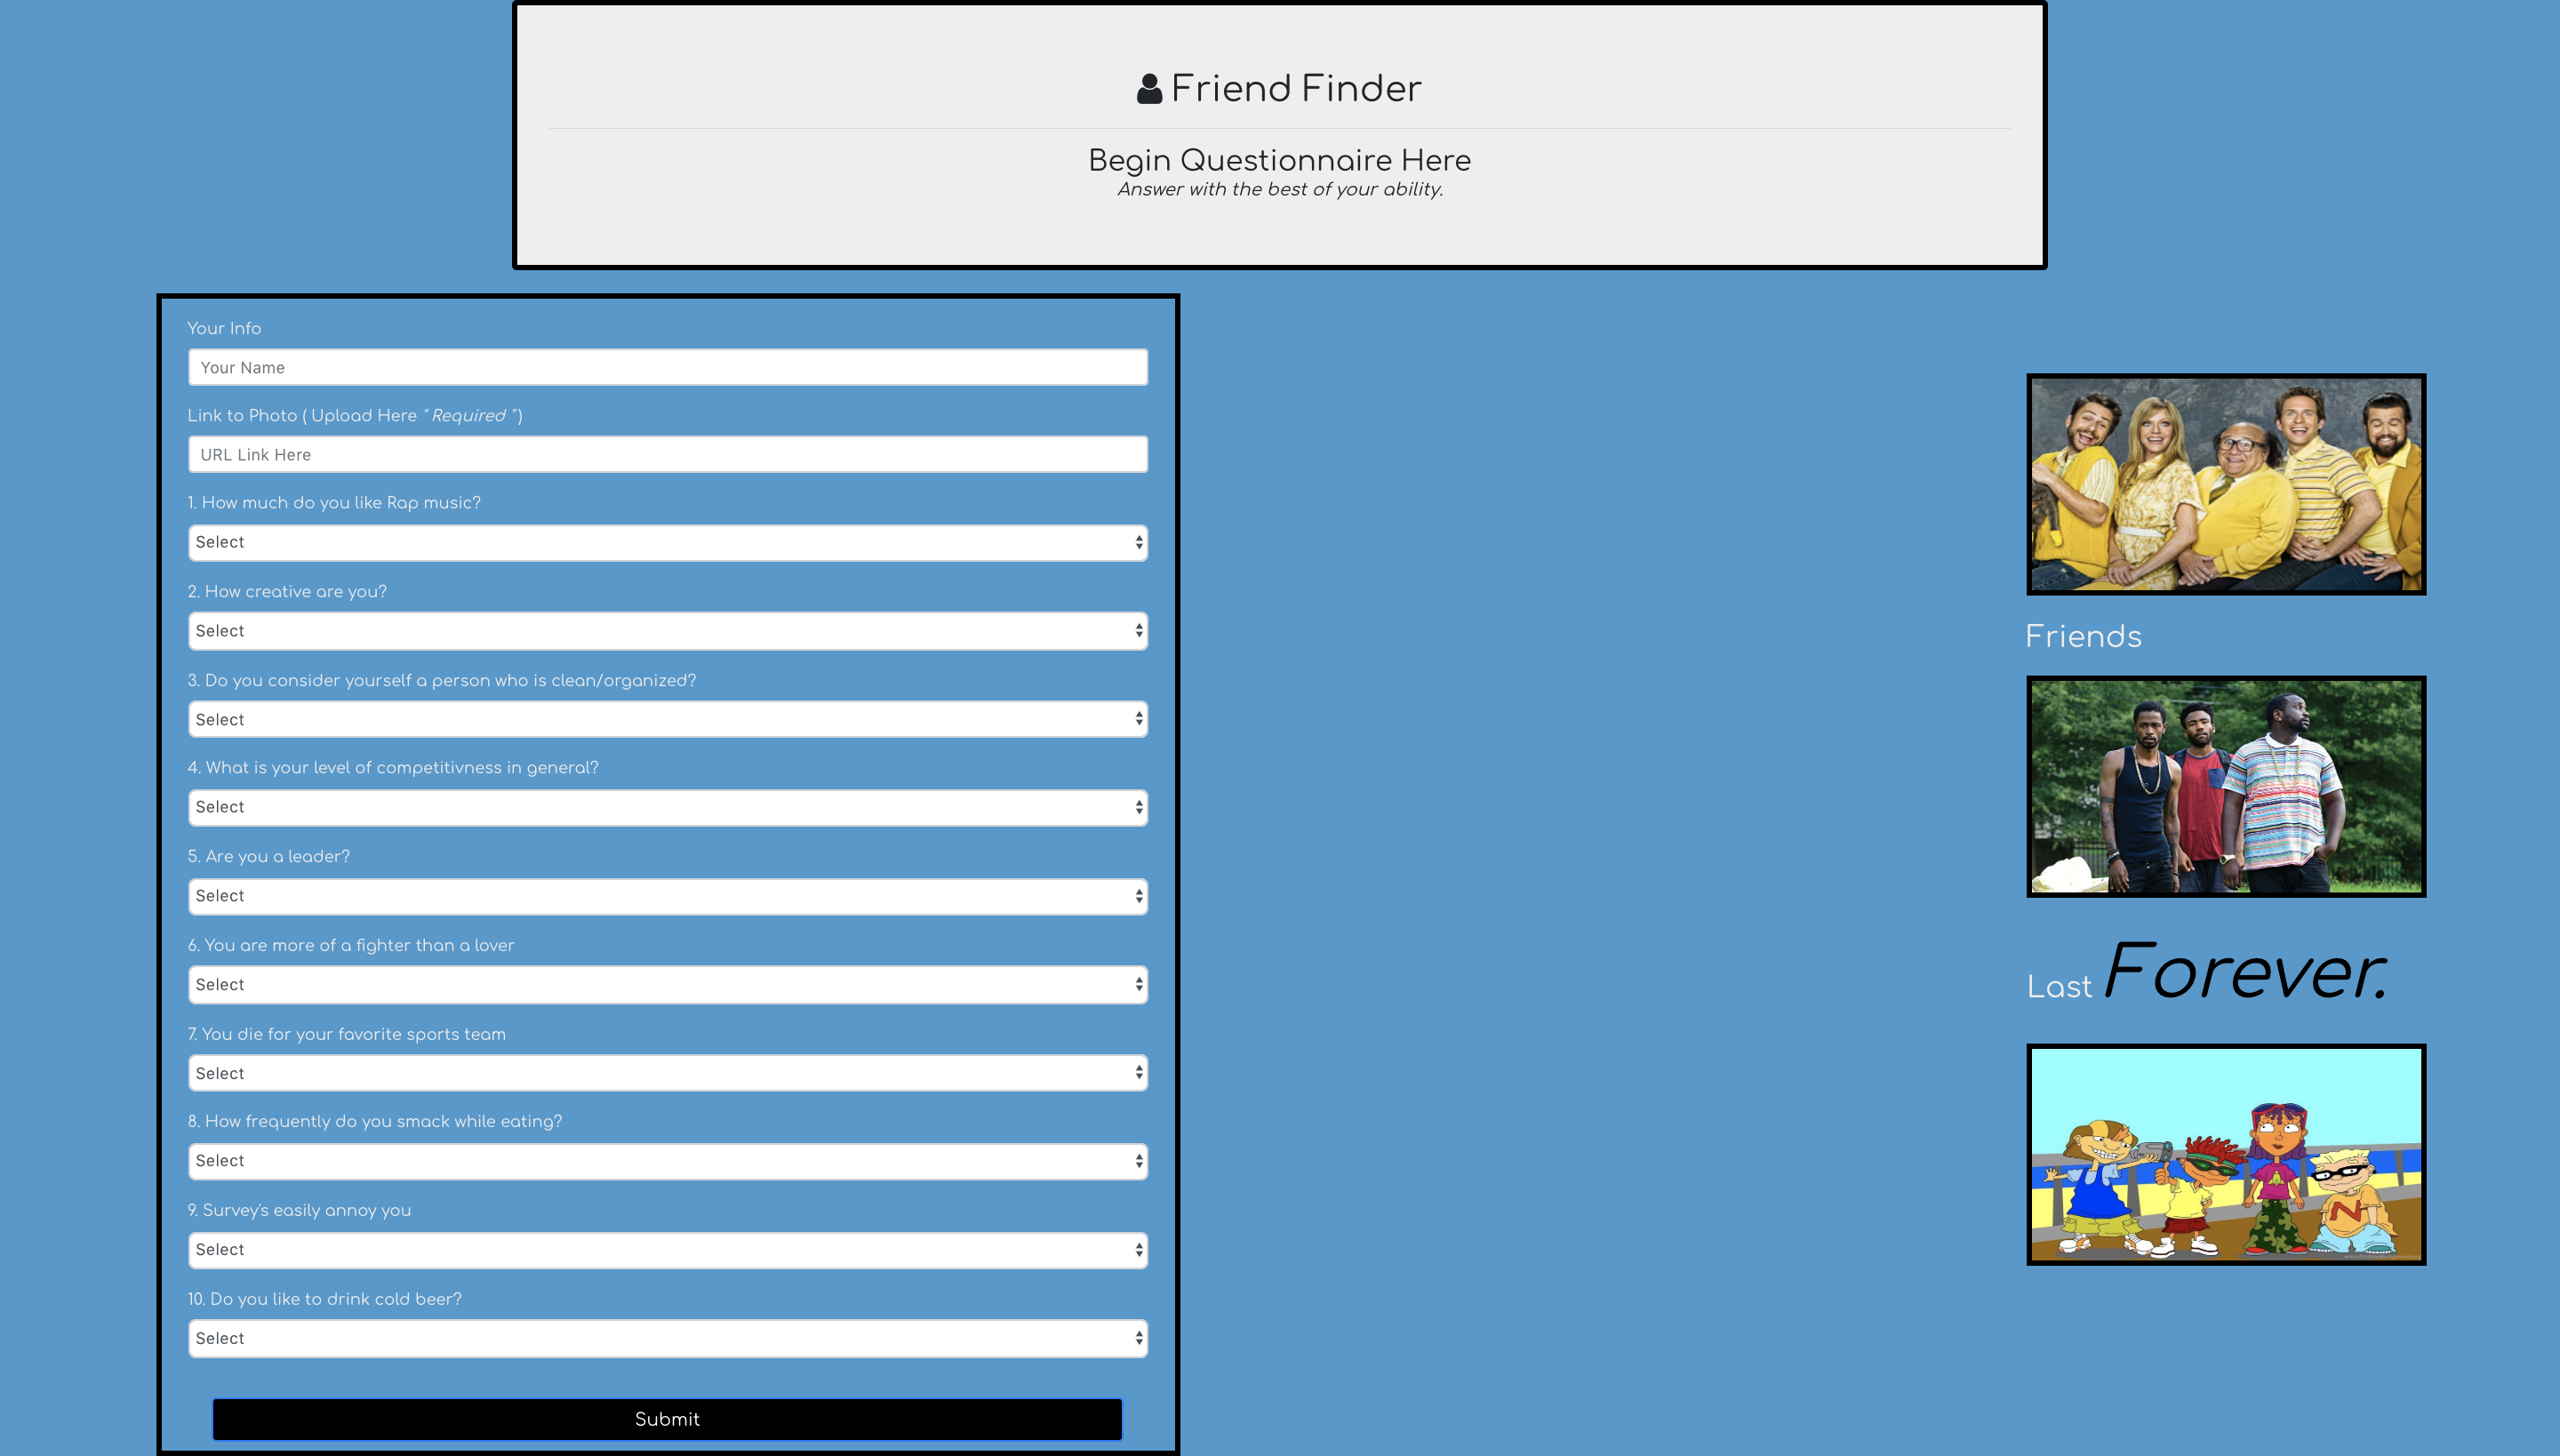 Friend Finder
Begin Questionnaire Here
Answer with the best of your ability.
Your Info
Your Name
Link to Photo ( Upload Here " Required " )
URL Link Here
1. How much do you like Rap music?
Select
2. How creative are you?
Select
3. Do you consider yourself a person who is clean/organized?
Select
4. What is your level of competitivness in general?
Select
5. Are you a leader?
Select
6. You are more of a fighter than a lover
Select
7. You die for your favorite sports team
Select
8. How frequently do you smack while eating?
Select
9. Survey's easily annoy you
Select
10. Do you like to drink cold beer?
Select
Submit
Friends
Last Forever.
N